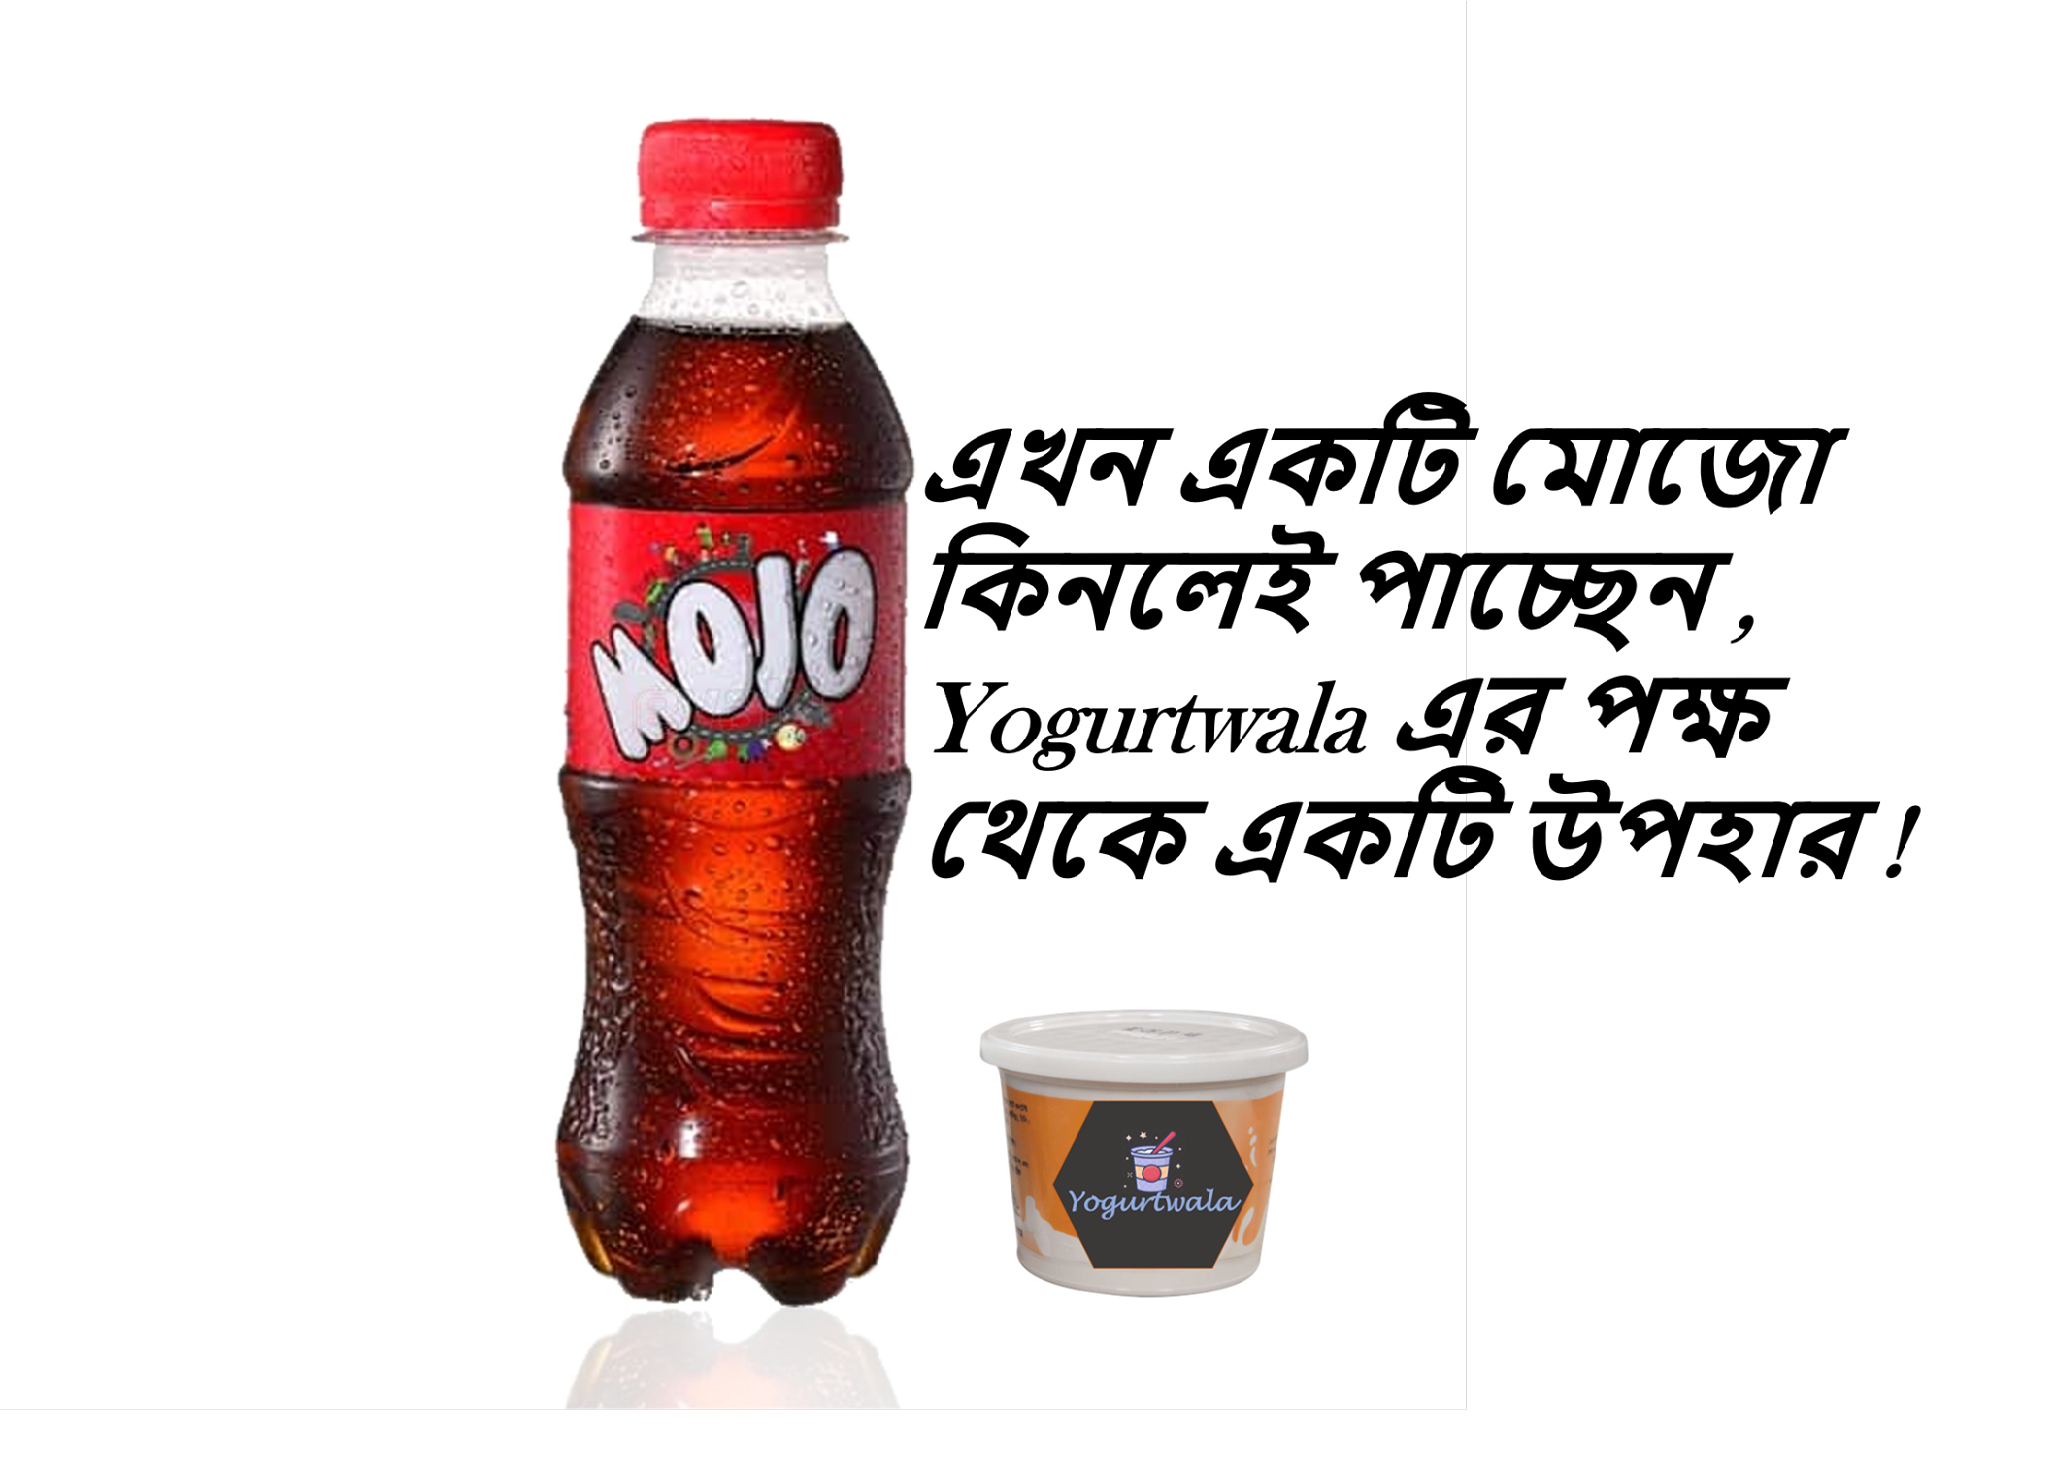 MOJO
এখন একটি মোজো
কিনলেই পাচ্ছেন ,
Yogurtwala এর পক্ষ
থেকে একটি উপহার !
Yogurtwala